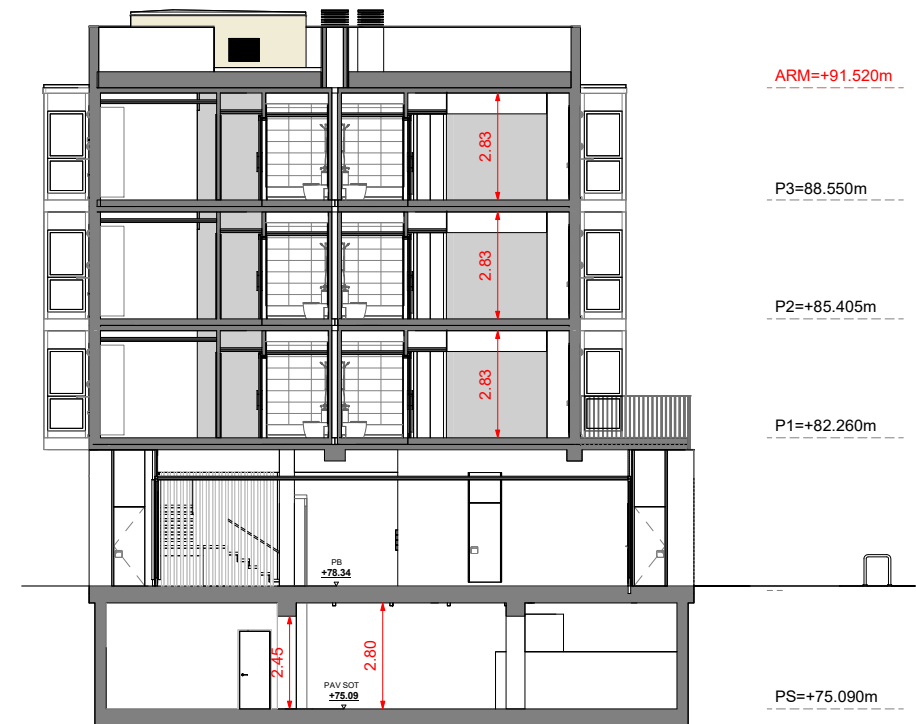 ARM=+91.520m
2.83
P3=88.550m
2.83
P2=+85.405m
2.83
P1=+82.260m
PB
+78.34
2.45
2.80
PAV SOT
+75.09
PS=+75.090m